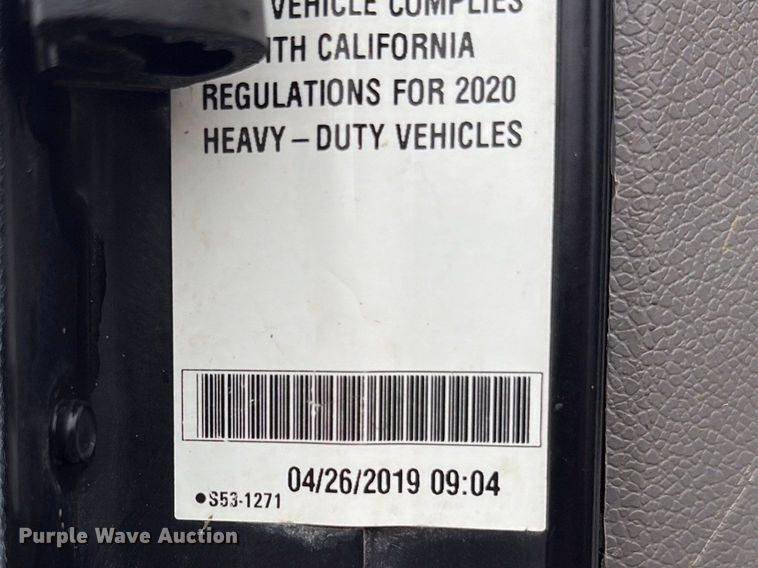 VEHICLE COMPLIES
ITH CALIFORNIA
REGULATIONS FOR 2020
HEAVY – DUTY VEHICLES
04/26/2019 09:04
●S53-1271
Purple Wave Auction